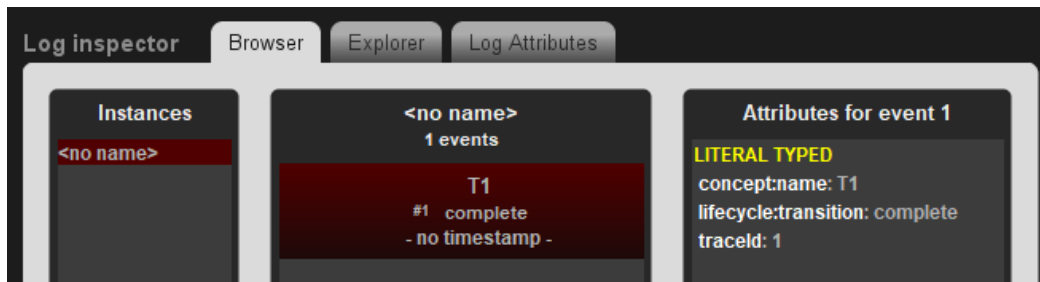 Log inspector Browser Explorer Log Attributes
Instances
<no name>
<no name>
1 events
T1
#1 complete
- no timestamp -
Attributes for event 1
LITERAL TYPED
concept:name: T1
lifecycle:transition: complete
traceId: 1